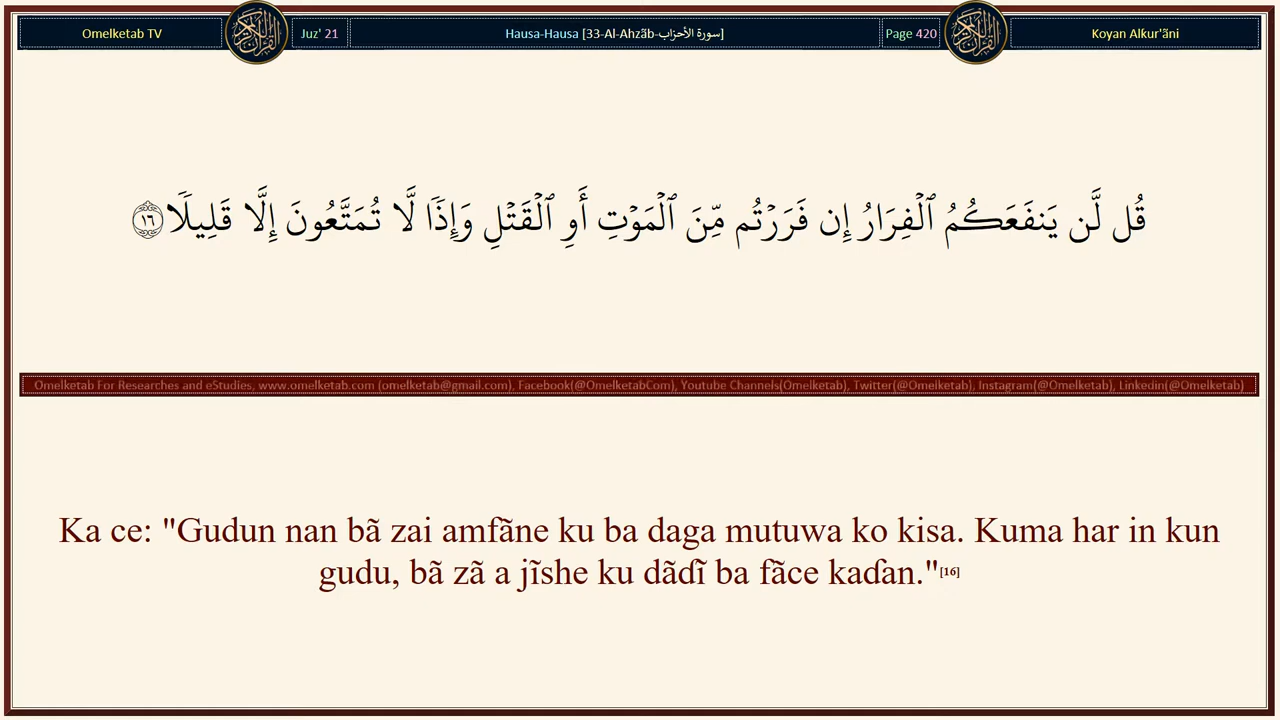 Omelketab TV
Juz' 21
Hausa-Hausa [33-Al-Ahzãb-سورة الأحزاب]
Page 420
Koyan Alƙur'ãni
قُل لَّن يَنفَعَكُمُ ٱلۡفِرَارُ إِن فَرَرۡتُم مِّنَ ٱلۡمَوۡتِ أَوِ ٱلۡقَتۡلِ وَإِذٗا لَّا تُمَتَّعُونَ إِلَّا قَلِيلٗا ١٦
Omelketab For Researches and eStudies, www.omelketab.com (omelketab@gmail.com), Facebook(@OmelketabCom), Youtube Channels(Omelketab), Twitter(@Omelketab), Instagram(@Omelketab), Linkedin(@Omelketab)
Ka ce: "Gudun nan bã zai amfãne ku ba daga mutuwa ko kisa. Kuma har in kun
gudu, bã zã a jĩshe ku dãɗĩ ba fãce kaɗan."[16]